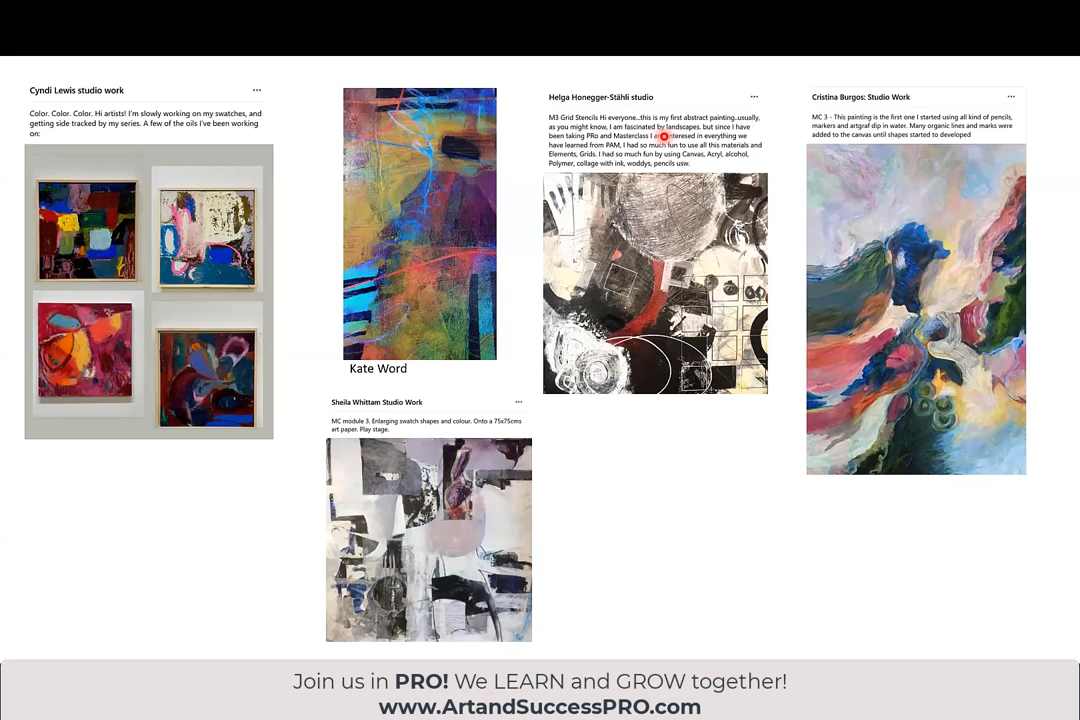 Cyndi Lewis studio work
Color. Color. Color. Hi artists! I'm slowly working on my swatches, and
getting side tracked by my series. A few of the oils I've been working
on:
Kate Word
Sheila Whittam Studio Work
MC module 3. Enlarging swatch shapes and colour. Onto a 75x75cms
art paper. Play stage.
Helga Honegger-Stähli studio
M3 Grid Stencils Hi everyone...this is my first abstract painting..usually,
as you might know, I am fascinated by landscapes. but since I have
been taking PRo and Masterclass I interesed in everything we
have learned from PAM, I had so much fun to use all this materials and
Elements, Grids. I had so much fun by using Canvas, Acryl, alcohol,
Polymer, collage with ink, woddys, pencils usw.
Cristina Burgos: Studio Work
MC 3 - This painting is the first one I started using all kind of pencils,
markers and artgraf dip in water. Many organic lines and marks were
added to the canvas until shapes started to developed
Join us in PRO! We LEARN and GROW together!
www.ArtandSuccessPRO.com